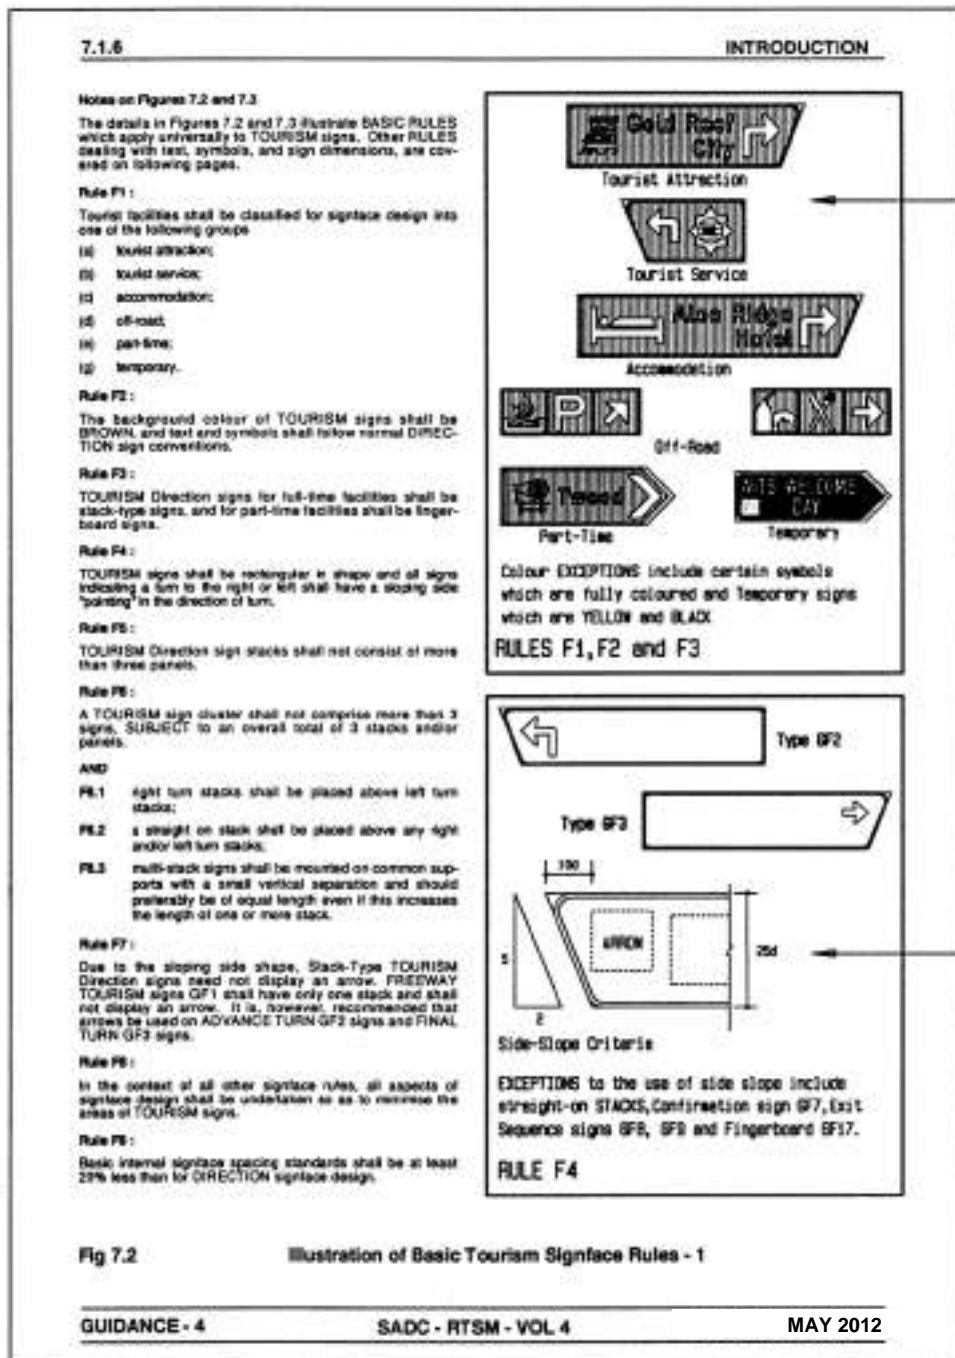 7.1.6
INTRODUCTION
Notes on Figures 7.2 and 7.3
The details in Figures 7.2 and 7.3 illustrate BASIC RULES
which apply universally to TOURISM signs. Other RULES
dealing with text, symbols, and sign dimensions, are cov-
ered on following pages.
Rule F1 :
Tourist facilities shall be classified for signface design into
one of the following groups
(a) tourist attraction;
(b) tourist service;
(c) accommodation;
(d) off-road;
(e) part-time;
(g) temporary..
Rule F2 :
The background colour of TOURISM signs shall be
BROWN, and text and symbols shall follow normal DIREC-
TION sign conventions.
Rule F3 :
TOURISM Direction signs for full-time facilities shall be
stack-type signs, and for part-time facilities shall be finger-
board signs.
Rule F4 :
TOURISM signs shall be rectangular in shape and all signs
indicating a turn to the right or left shall have a sloping side
"pointing" in the direction of turn.
Rule F5 :
TOURISM Direction sign stacks shall not consist of more
than three panels.
Rule F6 :
A TOURISM sign cluster shall not comprise more than 3
signs, SUBJECT to an overall total of 3 stacks and/or
panels.
AND
F6.1 right turn stacks shall be placed above left turn
stacks;
F6.2 a straight on stack shall be placed above any right
and/or left turn stacks;
F6.3 multi-stack signs shall be mounted on common sup-
ports with a small vertical separation and should
preferably be of equal length even if this increases
the length of one or more stack.
Rule F7 :
Due to the sloping side shape, Stack-Type TOURISM
Direction signs need not display an arrow. FREEWAY
TOURISM signs GF1 shall have only one stack and shall
not display an arrow. It is, however, recommended that
arrows be used on ADVANCE TURN GF2 signs and FINAL
TURN GF3 signs.
Rule F8 :
In the context of all other signface rules, all aspects of
signface design shall be undertaken so as to minimise the
areas of TOURISM signs.
Rule F8 :
Basic internal signface spacing standards shall be at least
20% less than for DIRECTION signface design.
Gold Reef
City
Tourist Attraction
Tourist Service
Aloe Ridge
Hotel
Accommodation
P
Off-Road
Tweed
Part-Time
WELCOME
DAY
Temporary
Colour EXCEPTIONS include certain symbols
which are fully coloured and Temporary signs
which are YELLOW and BLACK
RULES F1,F2 and F3
Type GF2
Type GF3
100
ARROW
25d
5
2
Side-Slope Criteria
EXCEPTIONS to the use of side slope include
straight-on STACKS,Confirmation sign GF7,Exit
Sequence signs GF8, GF9 and Fingerboard GF17.
RULE F4
Fig 7.2 Illustration of Basic Tourism Signface Rules - 1
GUIDANCE - 4
SADC - RTSM - VOL 4
MAY 2012